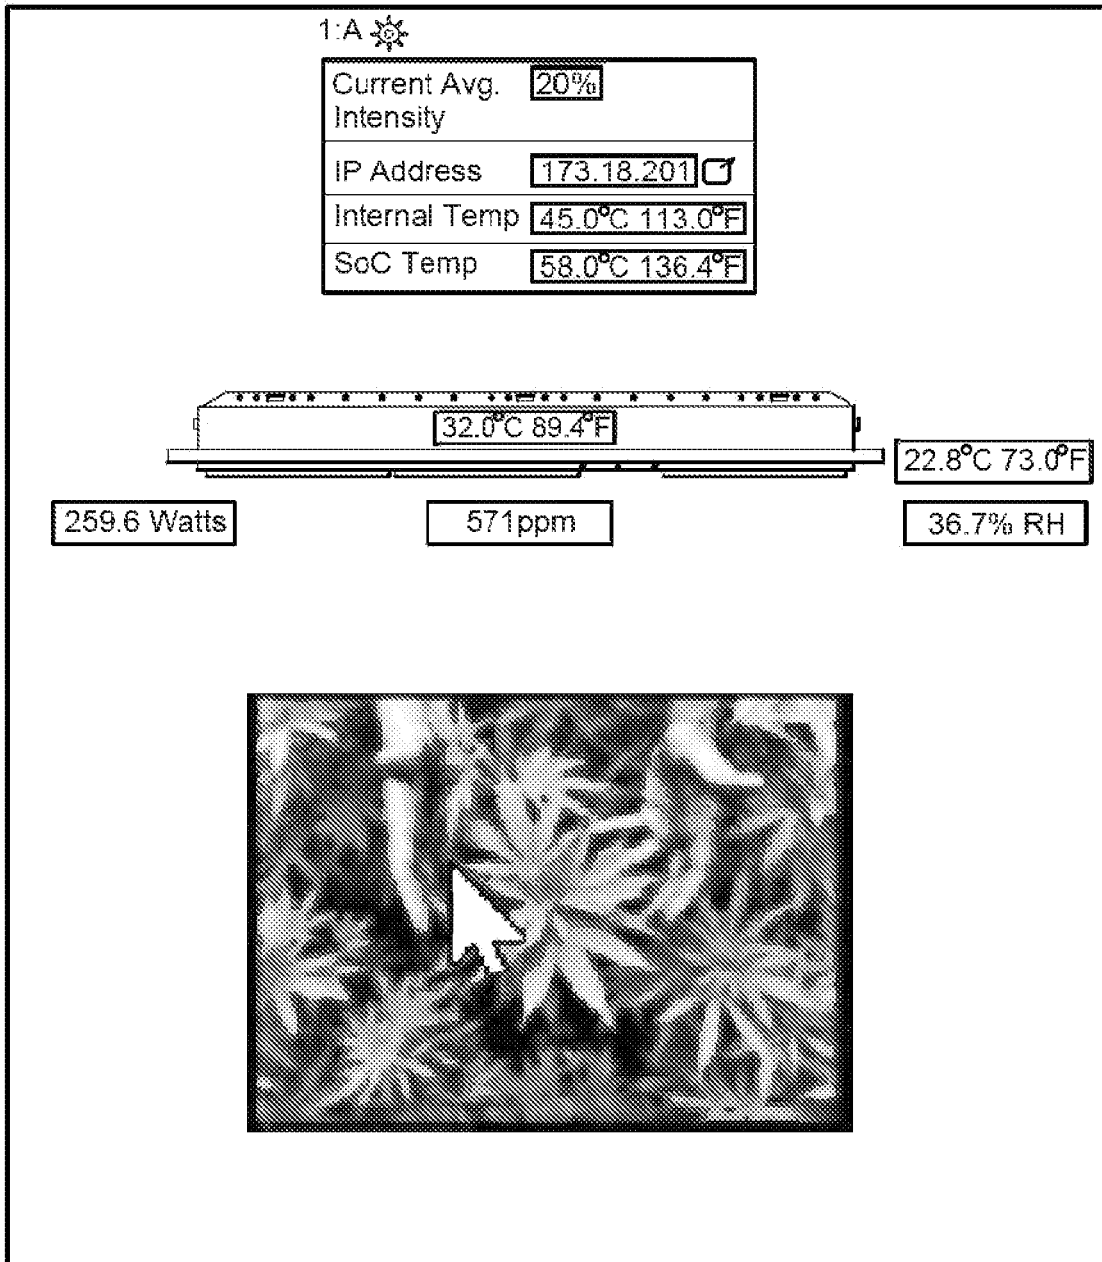 1:A
Current Avg. 20%
Intensity
IP Address 173.18.201
Internal Temp 45.0°C 113.0°F
SoC Temp 58.0°C 136.4°F
32.0°C 89.4°F
22.8°C 73.0°F
259.6 Watts 571ppm 36.7% RH